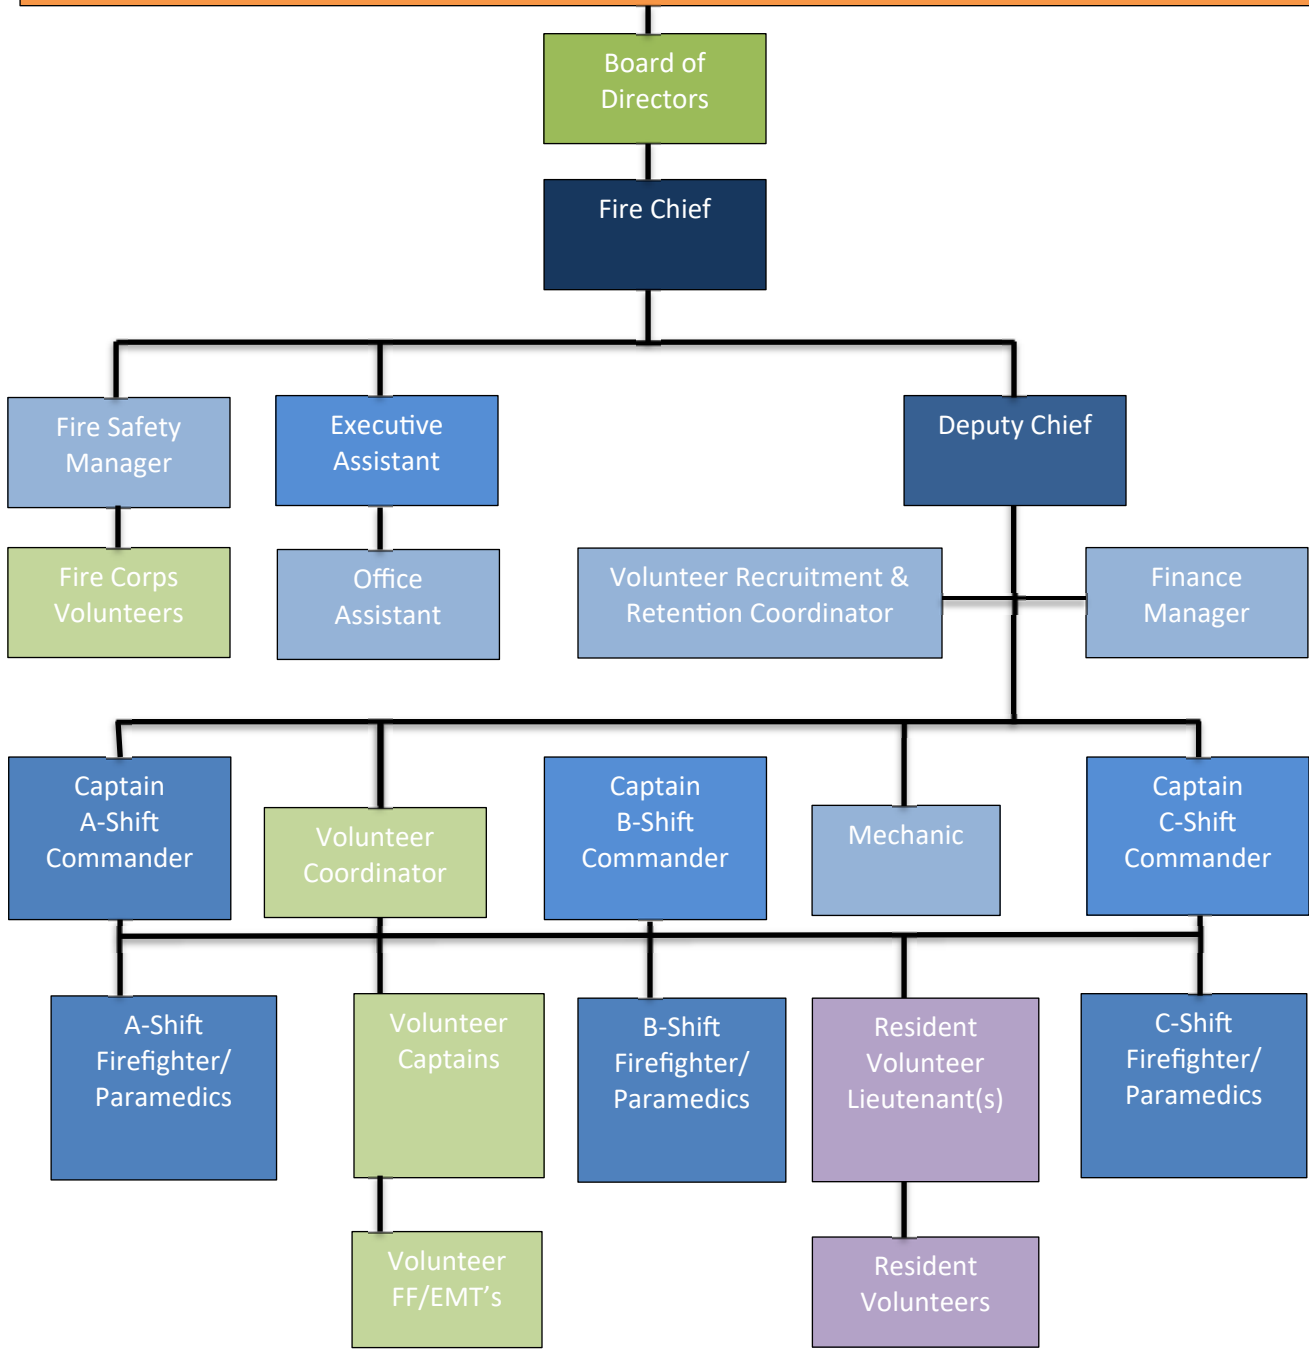 Board of
Directors
Fire Chief
Fire Safety
Manager
Executive
Assistant
Deputy Chief
Fire Corps
Volunteers
Office
Assistant
Volunteer Recruitment &
Retention Coordinator
Finance
Manager
Captain
A-Shift
Commander
Volunteer
Coordinator
Captain
B-Shift
Commander
Mechanic
Captain
C-Shift
Commander
A-Shift
Firefighter/
Paramedics
Volunteer
Captains
B-Shift
Firefighter/
Paramedics
Resident
Volunteer
Lieutenant(s)
C-Shift
Firefighter/
Paramedics
Volunteer
FF/EMT’s
Resident
Volunteers